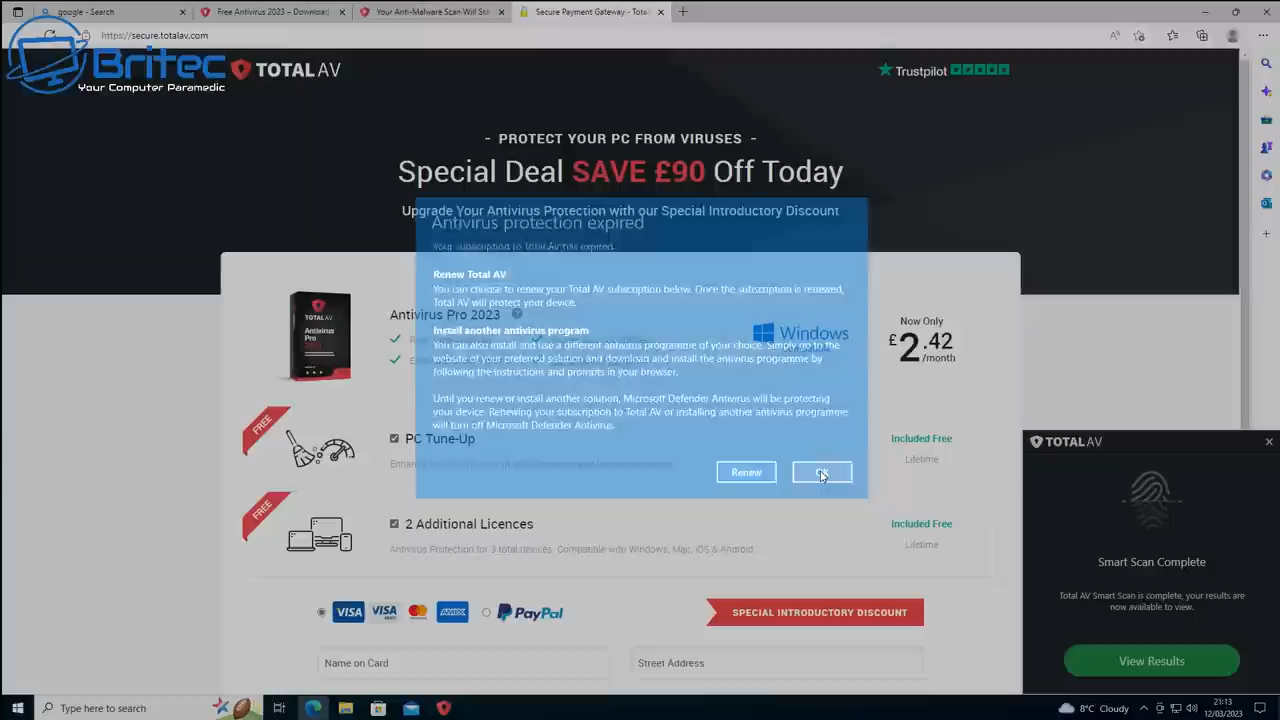 google - Search
Free Antivirus 2023 – Download
Your Anti-Malware Scan Will St
Secure Payment Gateway - Tota
https://secure.totalav.com
Britec
Your Computer Paramedic
TOTALAV
Trustpilot
- PROTECT YOUR PC FROM VIRUSES -
Special Deal SAVE £90 Off Today
Upgrade Your Antivirus Protection with our Special Introductory Discount
Antivirus protection expired
Your subscription to Total AV has expired.
Renew Total AV
You can choose to renew your Total AV subscription below. Once the subscription is renewed,
Total AV will protect your device.
Antivirus Pro 2023
Install another antivirus program
You can also install and use a different antivirus programme of your choice. Simply go to the
website of your preferred solution and download and install the antivirus programme by
following the instructions and prompts in your browser.
Windows
Now Only
£2.42
/month
Until you renew or install another solution, Microsoft Defender Antivirus will be protecting
your device. Renewing your subscription to Total AV or installing another antivirus programme
will turn off Microsoft Defender Antivirus.
FREE
PC Tune-Up
Included Free
Lifetime
Renew
OK
FREE
2 Additional Licences
Antivirus Protection for 3 total devices. Compatible with Windows, Mac, iOS & Android
Included Free
Lifetime
VISA
VISA
AMEX
PayPal
SPECIAL INTRODUCTORY DISCOUNT
Name on Card
Street Address
TOTALAV
Smart Scan Complete
Total AV Smart Scan is complete, your results are
now available to view.
View Results
Type here to search
8°C Cloudy
21:13
12/03/2023